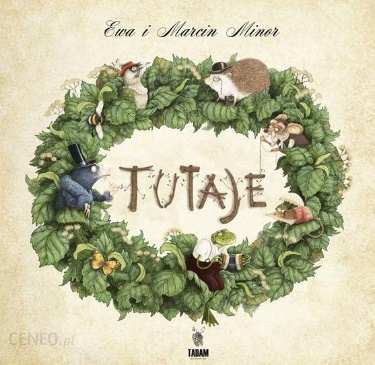 Ewa i Marcin Minor
TUTAJE
TADAM
CENEO.pl